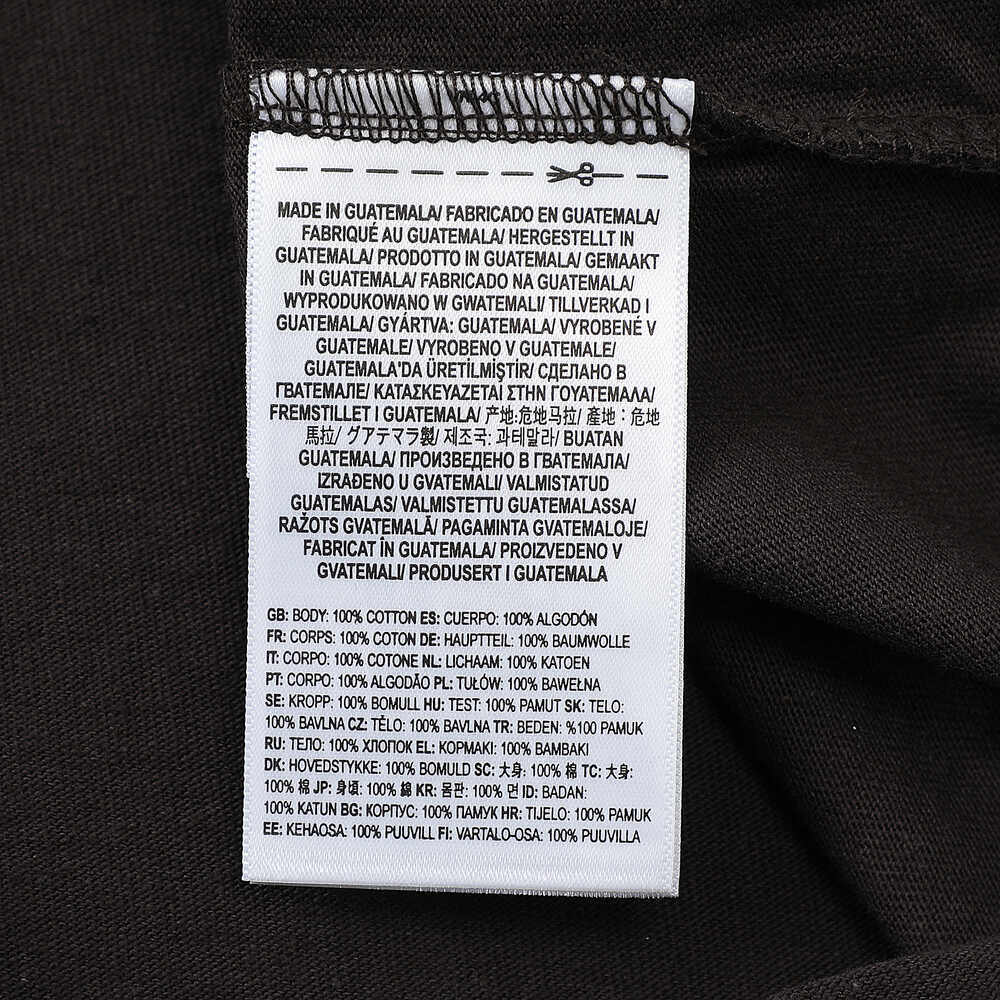 MADE IN GUATEMALA/ FABRICADO EN GUATEMALA/
FABRIQUÉ AU GUATEMALA/ HERGESTELLT IN
GUATEMALA/ PRODOTTO IN GUATEMALA/ GEMAAKT
IN GUATEMALA/ FABRICADO NA GUATEMALA/
WYPRODUKOWANO W GWATEMALI/ TILLVERKAD I
GUATEMALA/ GYÁRTVA: GUATEMALA/ VYROBENÉ V
GUATEMALE/ VYROBENO V GUATEMALE/
GUATEMALA'DA ÜRETİLMİŞTİR/ СДЕЛАНО В
ГВАТЕМАЛЕ/ ΚΑΤΑΣΚΕΥΑΖΕΤΑΙ ΣΤΗΝ ΓΟΥΑΤΕΜΑΛΑ/
FREMSTILLET I GUATEMALA/ 产地:危地马拉/ 產地：危地
馬拉/ グアテマラ製/ 제조국: 과테말라/ BUATAN
GUATEMALA/ ПРОИЗВЕДЕНО В ГВАТЕМАЛА/
IZRAĐENO U GVATEMALI/ VALMISTATUD
GUATEMALAS/ VALMISTETTU GUATEMALASSA/
RAŽOTS GVATEMALĀ/ PAGAMINTA GVATEMALOJE/
FABRICAT ÎN GUATEMALA/ PROIZVEDENO V
GVATEMALI/ PRODUSERT I GUATEMALA
GB: BODY: 100% COTTON ES: CUERPO: 100% ALGODÓN
FR: CORPS: 100% COTON DE: HAUPTTEIL: 100% BAUMWOLLE
IT: CORPO: 100% COTONE NL: LICHAAM: 100% KATOEN
PT: CORPO: 100% ALGODÃO PL: TUŁÓW: 100% BAWEŁNA
SE: KROPP: 100% BOMULL HU: TEST: 100% PAMUT SK: TELO:
100% BAVLNA CZ: TĚLO: 100% BAVLNA TR: BEDEN: %100 PAMUK
RU: ТЕЛО: 100% ХЛОПОК EL: ΚΟΡΜΑΚΙ: 100% ΒΑΜΒΑΚΙ
DK: HOVEDSTYKKE: 100% BOMULD SC: 大身: 100% 棉 TC: 大身:
100% 棉 JP: 身頃: 100% 綿 KR: 몸판: 100% 면 ID: BADAN:
100% KATUN BG: КОРПУС: 100% ПАМУК HR: TIJELO: 100% PAMUK
EE: KEHAOSA: 100% PUUVILL FI: VARTALO-OSA: 100% PUUVILLA